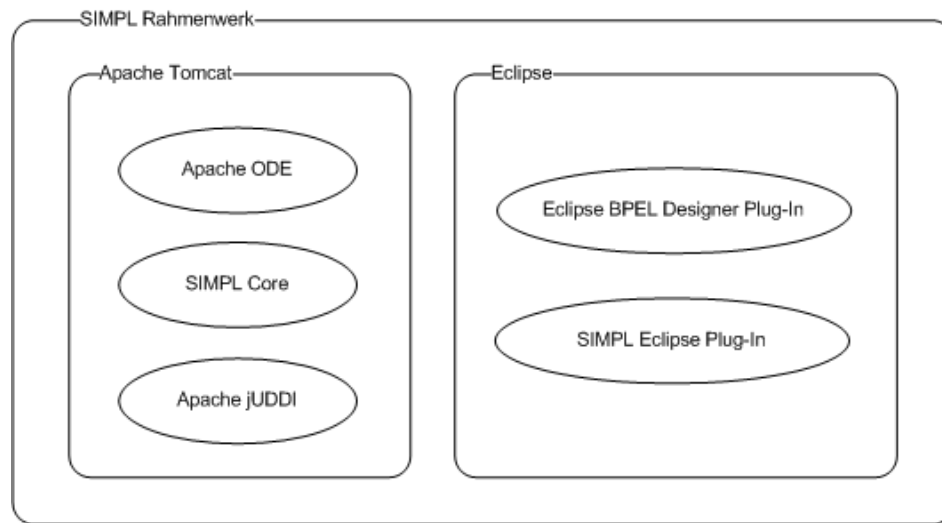 SIMPL Rahmenwerk
Apache Tomcat
Apache ODE
SIMPL Core
Apache jUDDI
Eclipse
Eclipse BPEL Designer Plug-In
SIMPL Eclipse Plug-In